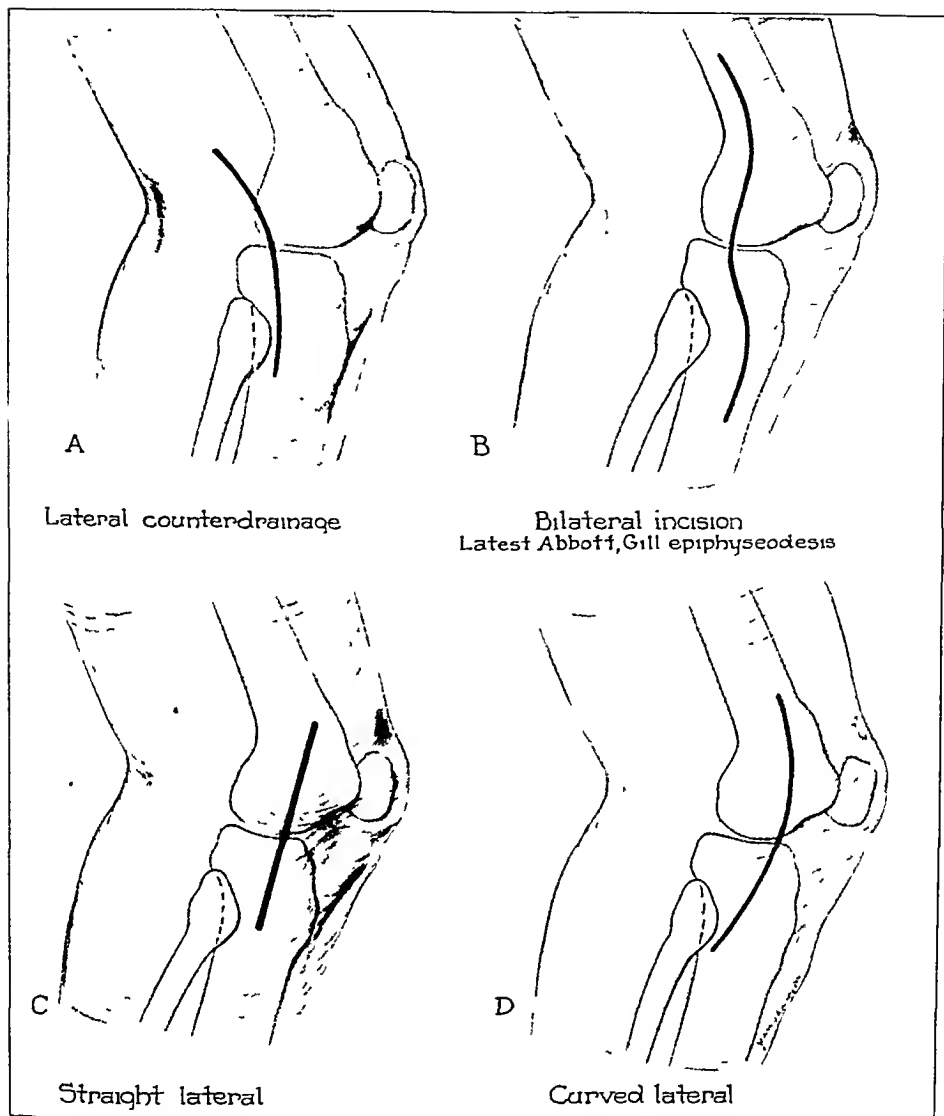 A
Lateral counterdrainage
B
Bilateral incision
Latest Abbott, Gill epiphyseodesis
C
Straight lateral
D
Curved lateral